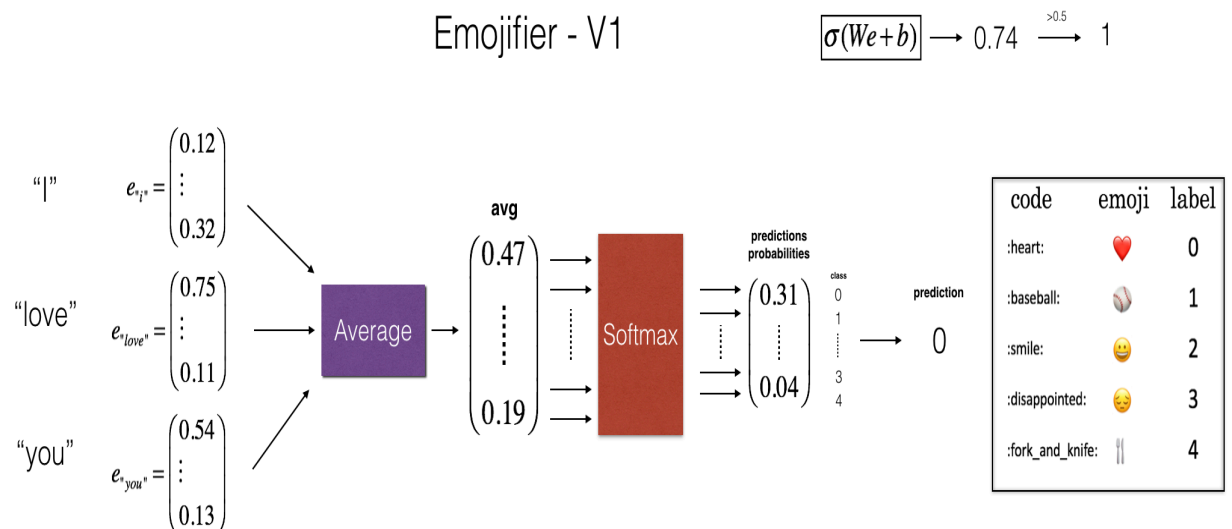 Emojifier - V1
σ(We+b) → 0.74 >0.5 → 1
“I”
e"i" = (0.12 ⋮ 0.32)
“love”
e"love" = (0.75 ⋮ 0.11)
“you”
e"you" = (0.54 ⋮ 0.13)
Average
avg
0.47
0.19
Softmax
predictions
probabilities
0.31
0.04
class
0
1
3
4
prediction
0
code emoji label
:heart: ❤️ 0
:baseball: ⚾ 1
:smile: 😀 2
:disappointed: 😔 3
:fork_and_knife: 🍴 4